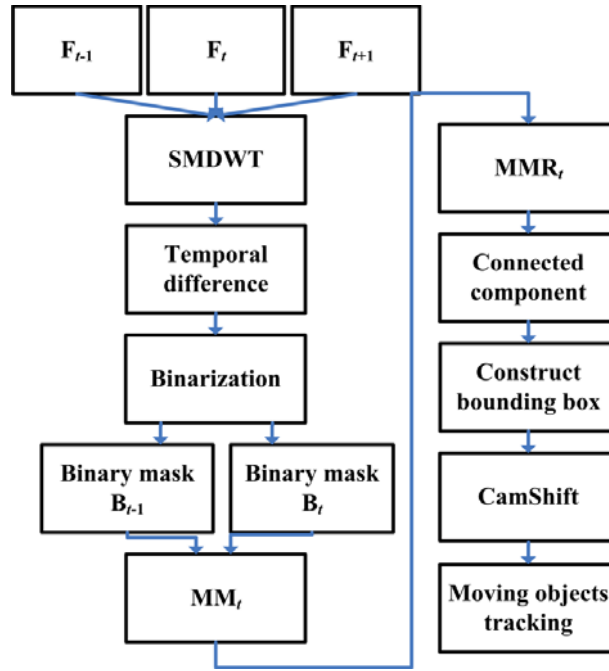 F_{t-1}
F_t
F_{t+1}
SMDWT
Temporal
difference
Binarization
Binary mask
B_{t-1}
Binary mask
B_t
MM_t
MMR_t
Connected
component
Construct
bounding box
CamShift
Moving objects
tracking